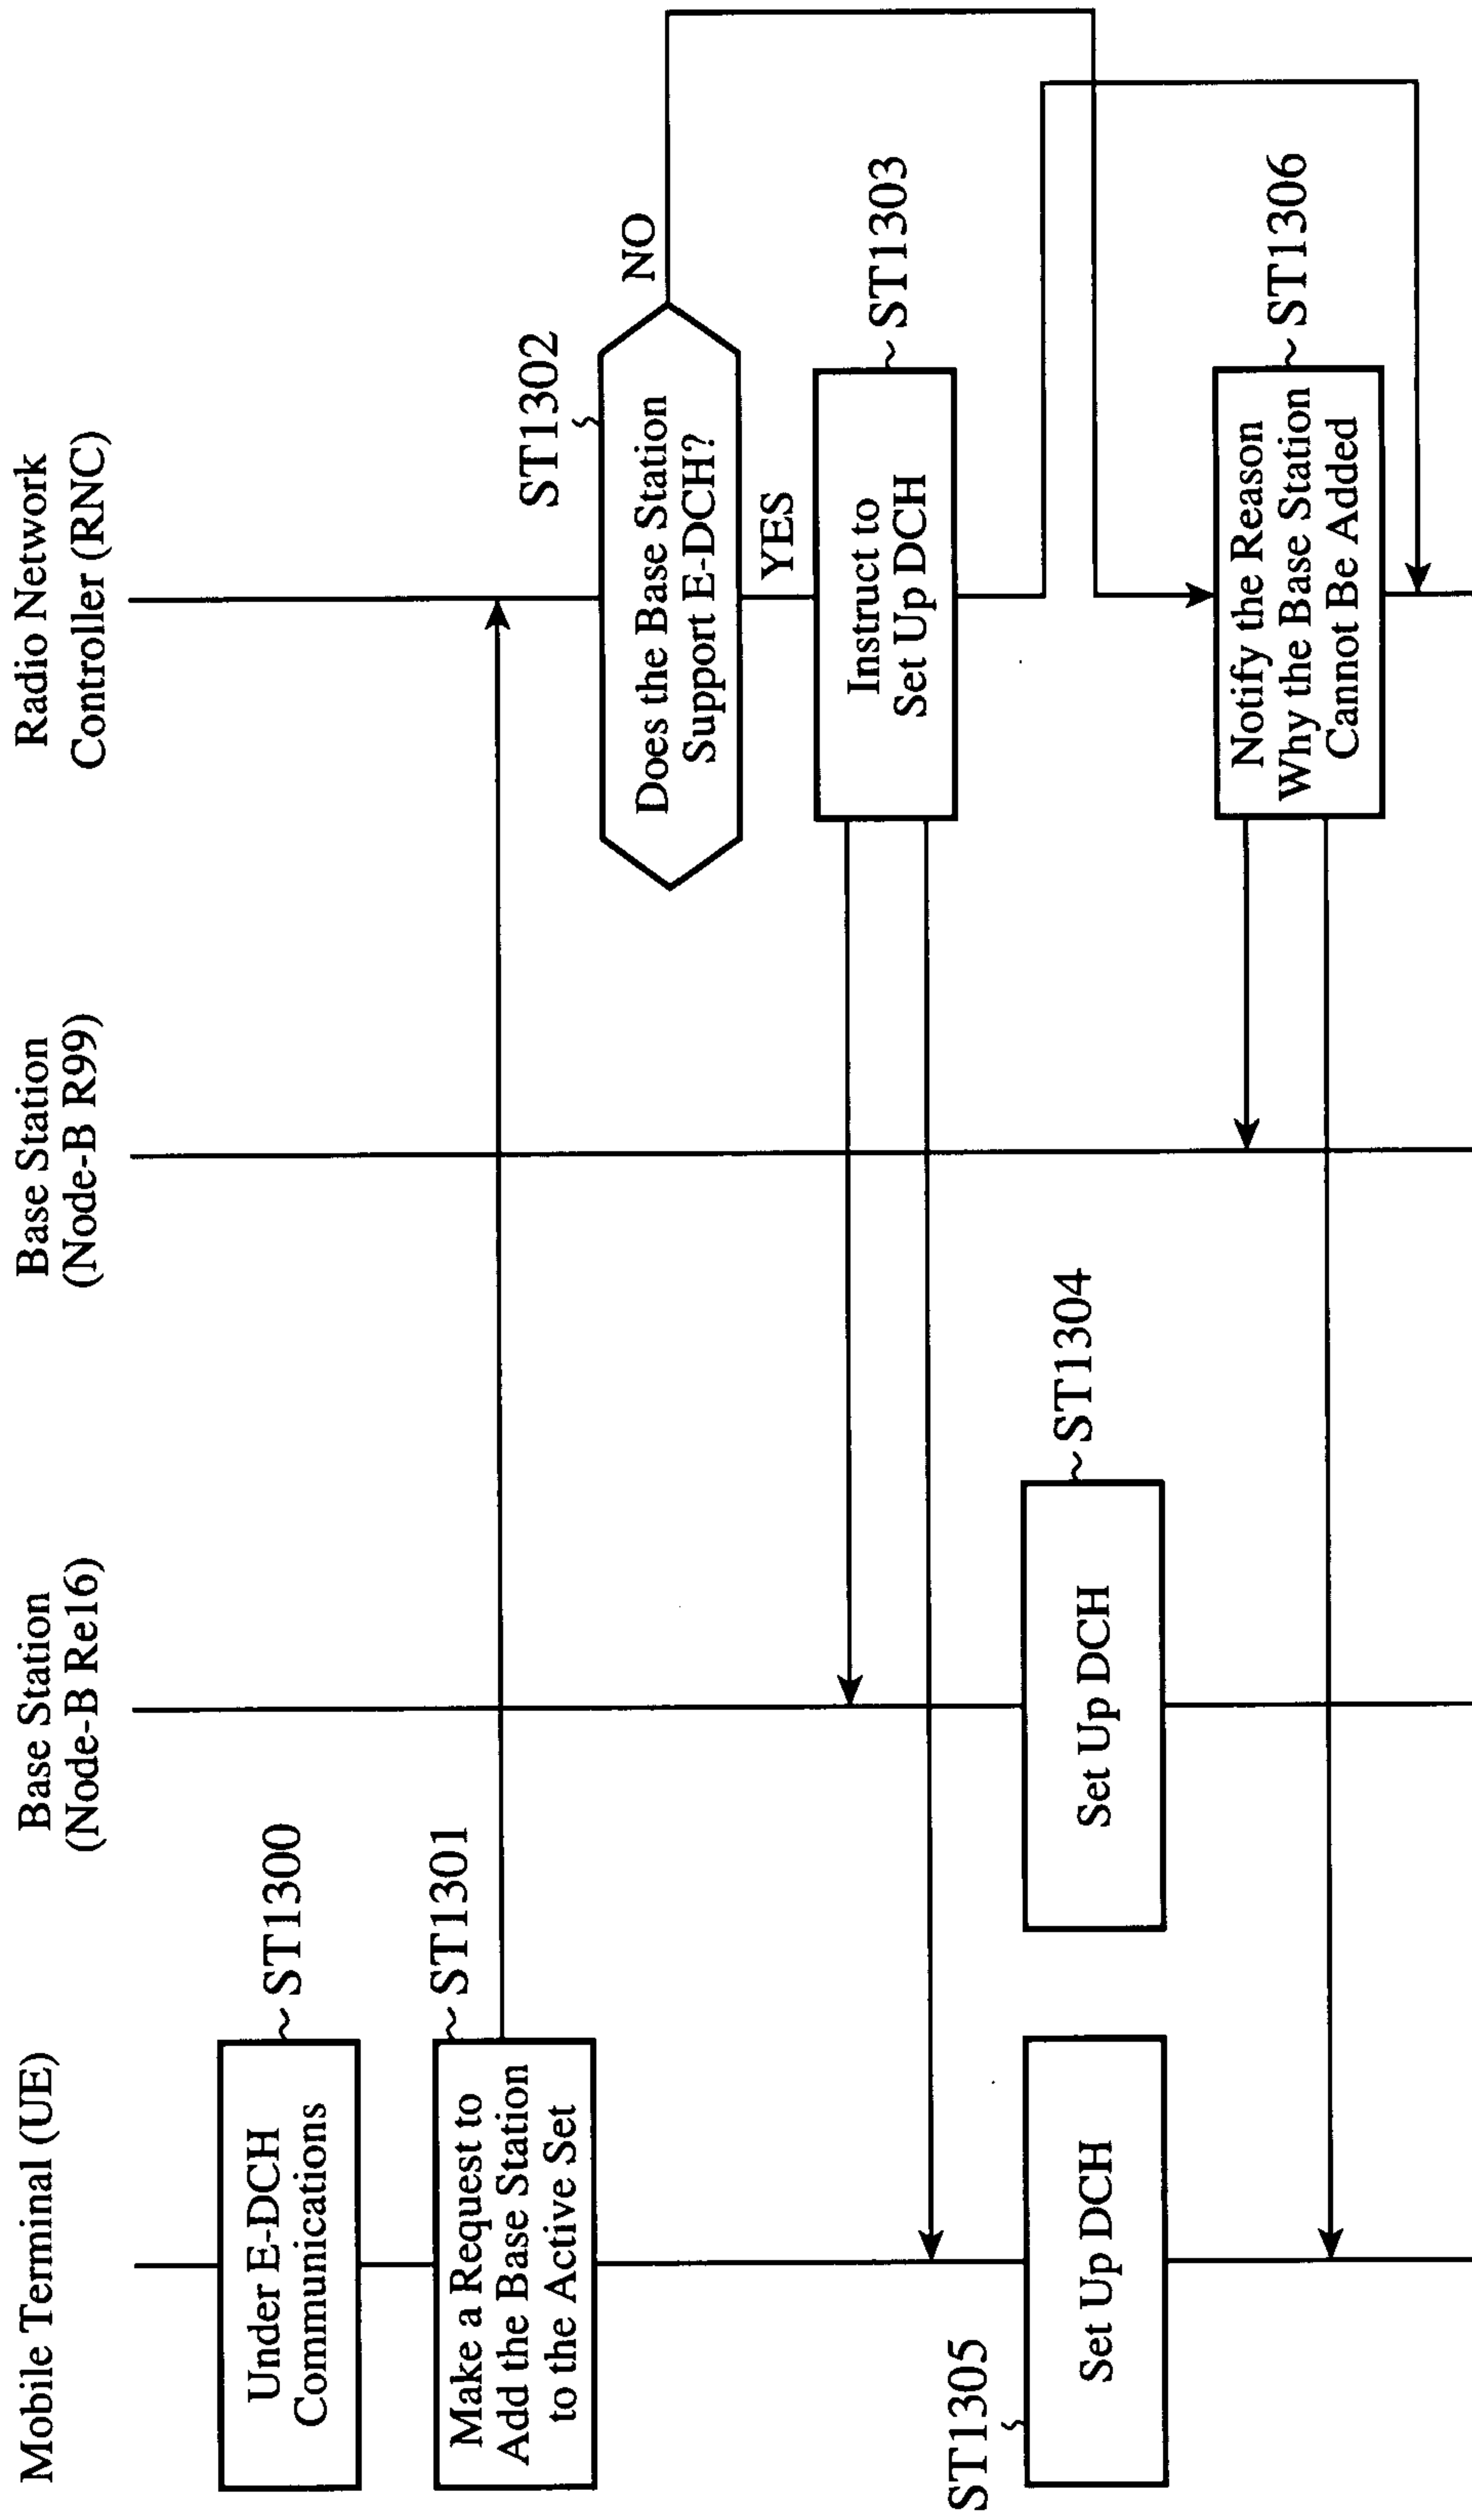 Mobile Terminal (UE)
Base Station
(Node-B Re16)
Base Station
(Node-B R99)
Radio Network
Controller (RNC)
Under E-DCH
Communications
~ST1300
Make a Request to
Add the Base Station
to the Active Set
~ST1301
ST1302
Does the Base Station
Support E-DCH?
NO
YES
Instruct to
Set Up DCH
~ST1303
Set Up DCH
~ST1304
ST1305
Set Up DCH
Notify the Reason
Why the Base Station
Cannot Be Added
~ST1306